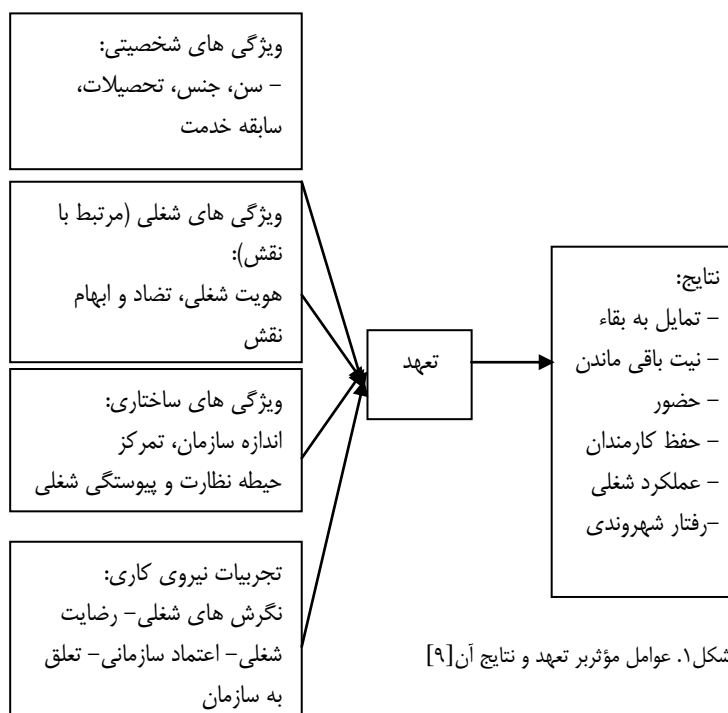 ویژگی های شخصیتی:
– سن، جنس، تحصیلات،
سابقه خدمت
ویژگی های شغلی (مرتبط با
نقش):
هویت شغلی، تضاد و ابهام
نقش
ویژگی های ساختاری:
اندازه سازمان، تمرکز
حیطه نظارت و پیوستگی شغلی
تجربیات نیروی کاری:
نگرش های شغلی– رضایت
شغلی– اعتماد سازمانی– تعلق
به سازمان
تعهد
نتایج:
– تمایل به بقاء
– نیت باقی ماندن
– حضور
– حفظ کارمندان
– عملکرد شغلی
–رفتار شهروندی
شکل۱. عوامل مؤثربر تعهد و نتایج آن[۹]